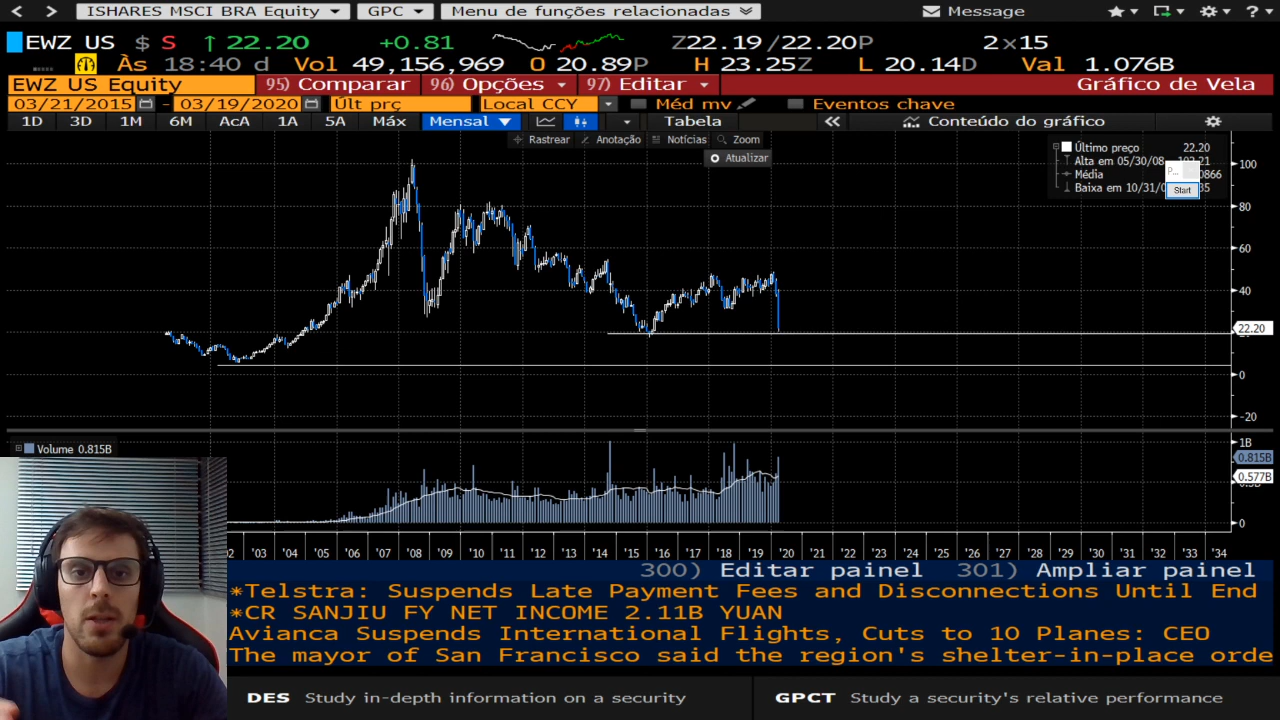 ISHARES MSCI BRA Equity GPC Menu de funções relacionadas Message
EWZ US $ S ↑ 22.20 +0.81 Z22.19/22.20P 2×15
Às 18:40 d Vol 49,156,969 O 20.89P H 23.25Z L 20.14D Val 1.076B
EWZ US Equity 95) Comparar 96) Opções 97) Editar Gráfico de Vela
03/21/2015 - 03/19/2020 Últ prç Local CCY Méd mv Eventos chave
1D 3D 1M 6M AcA 1A 5A Máx Mensal ▼ Tabela « Conteúdo do gráfico
Rastrear Anotação Notícias Zoom
Atualizar
Último preço 22.20
Alta em 05/30/08
Média 0866
Baixa em 10/31/
P...
Start
100
80
60
40
22.20
0
-20
Volume 0.815B
1B
0.815B
0.577B
0
02 '03 '04 '05 '06 '07 '08 '09 '10 '11 '12 '13 '14 '15 '16 '17 '18 '19 '20 '21 '22 '23 '24 '25 '26 '27 '28 '29 '30 '31 '32 '33 '34
300) Editar painel 301) Ampliar painel
*Telstra: Suspends Late Payment Fees and Disconnections Until End
*CR SANJIU FY NET INCOME 2.11B YUAN
Avianca Suspends International Flights, Cuts to 10 Planes: CEO
The mayor of San Francisco said the region's shelter-in-place orde
DES Study in-depth information on a security GPCT Study a security's relative performance